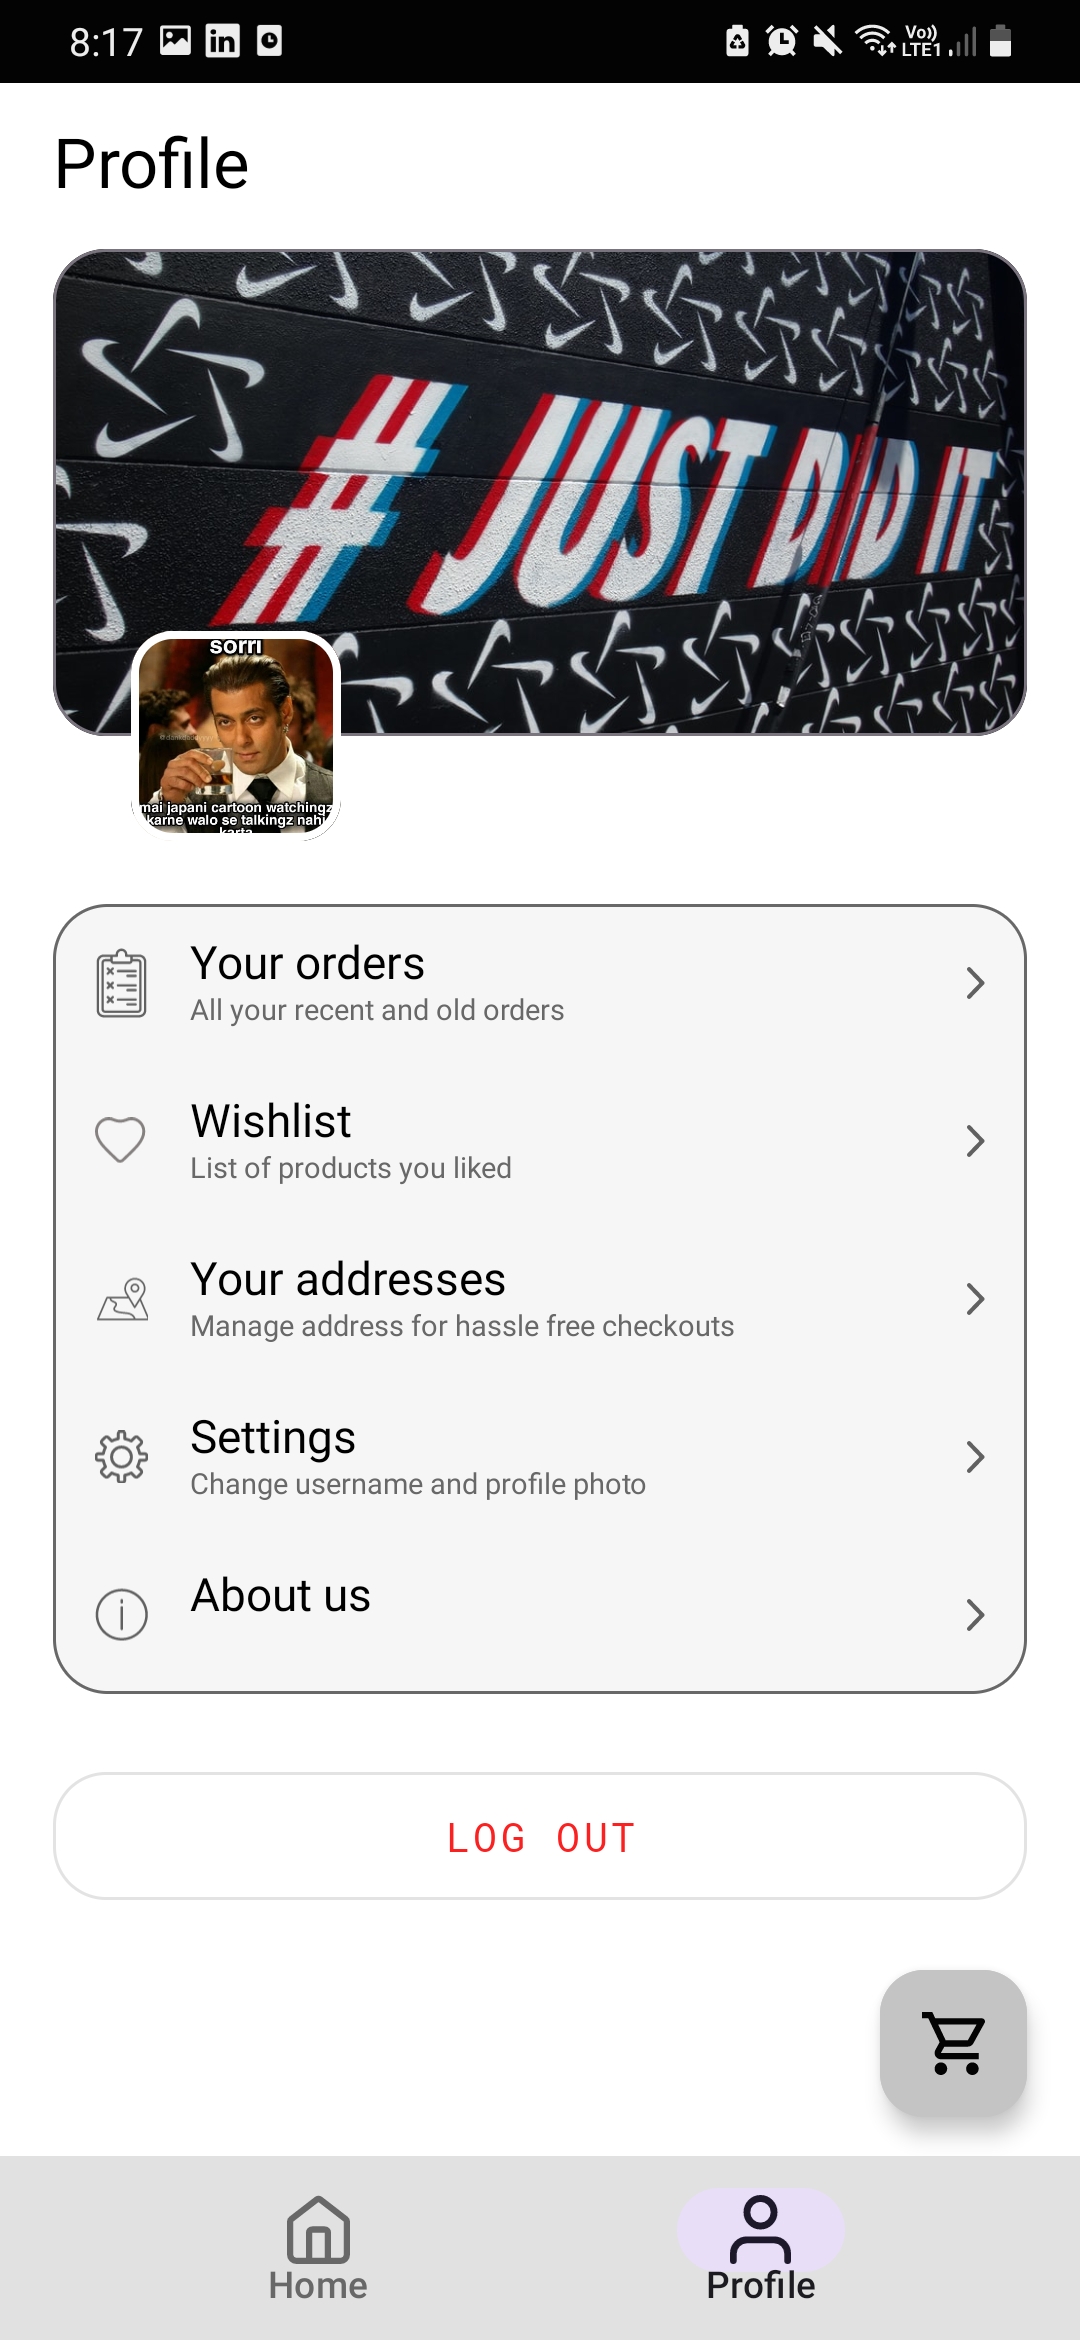 8:17
Vo))
LTE1
Profile
# JUST DID IT
sorri
mai japani cartoon watchingz
karne walo se talkingz nahi
karta
Your orders
All your recent and old orders
Wishlist
List of products you liked
Your addresses
Manage address for hassle free checkouts
Settings
Change username and profile photo
About us
LOG OUT
Home
Profile